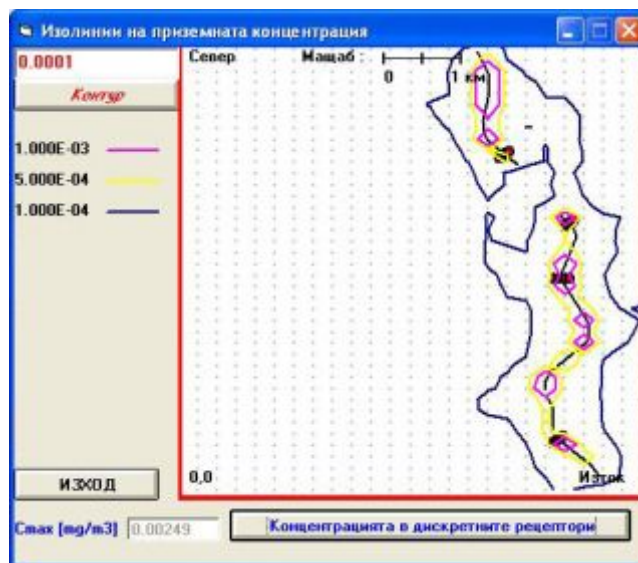 Изолинии на приземната концентрация
0.0001
Контур
1.000E-03
5.000E-04
1.000E-04
Север Мащаб :
0 1 км
0,0 Изток
ИЗХОД
Cmax [mg/m3] 0.00249
Концентрацията в дискретните рецептори